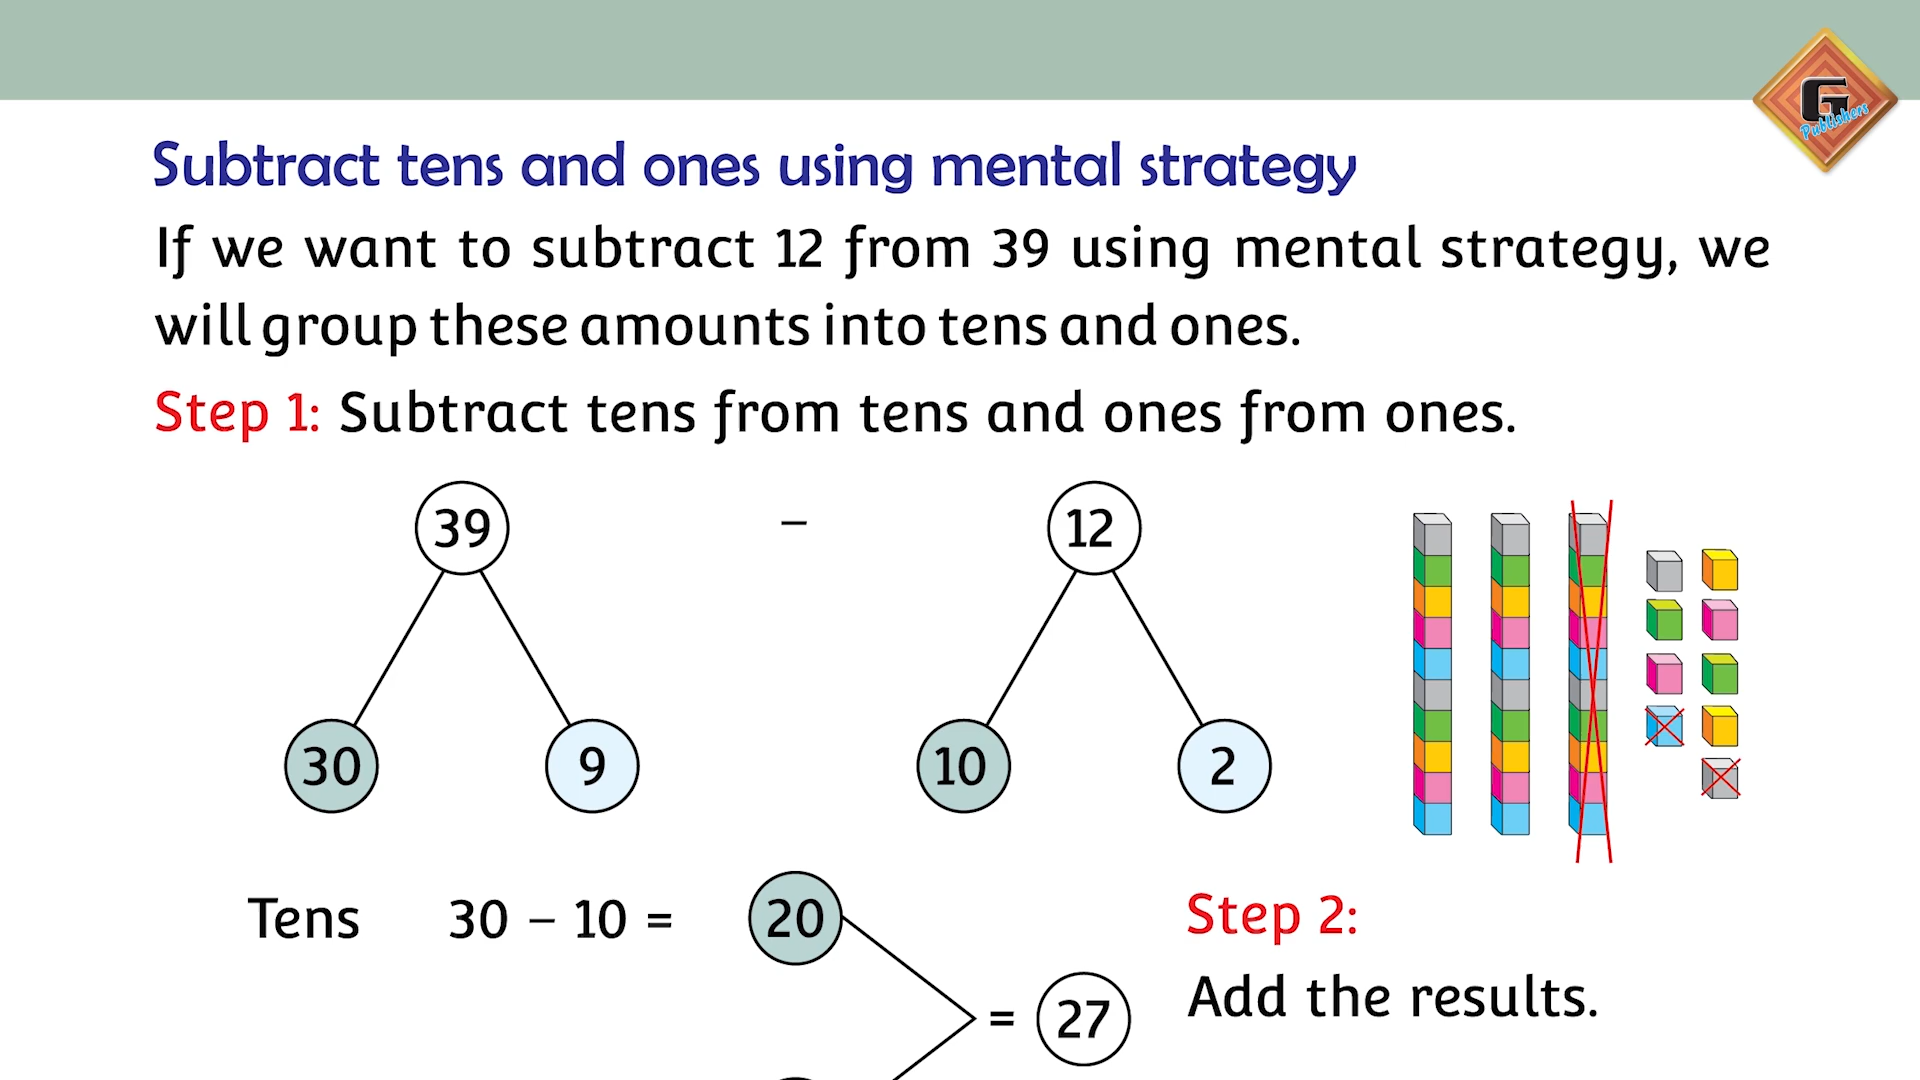 G
Publishers
Subtract tens and ones using mental strategy
If we want to subtract 12 from 39 using mental strategy, we
will group these amounts into tens and ones.
Step 1: Subtract tens from tens and ones from ones.
39 – 12
30 9 10 2
Tens 30 – 10 = 20
Step 2:
Add the results.
= 27